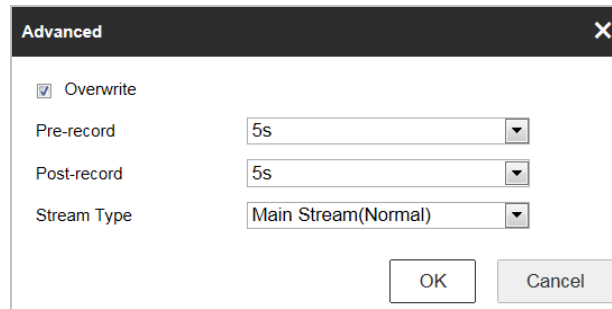 Advanced
Overwrite
Pre-record 5s
Post-record 5s
Stream Type Main Stream(Normal)
OK Cancel